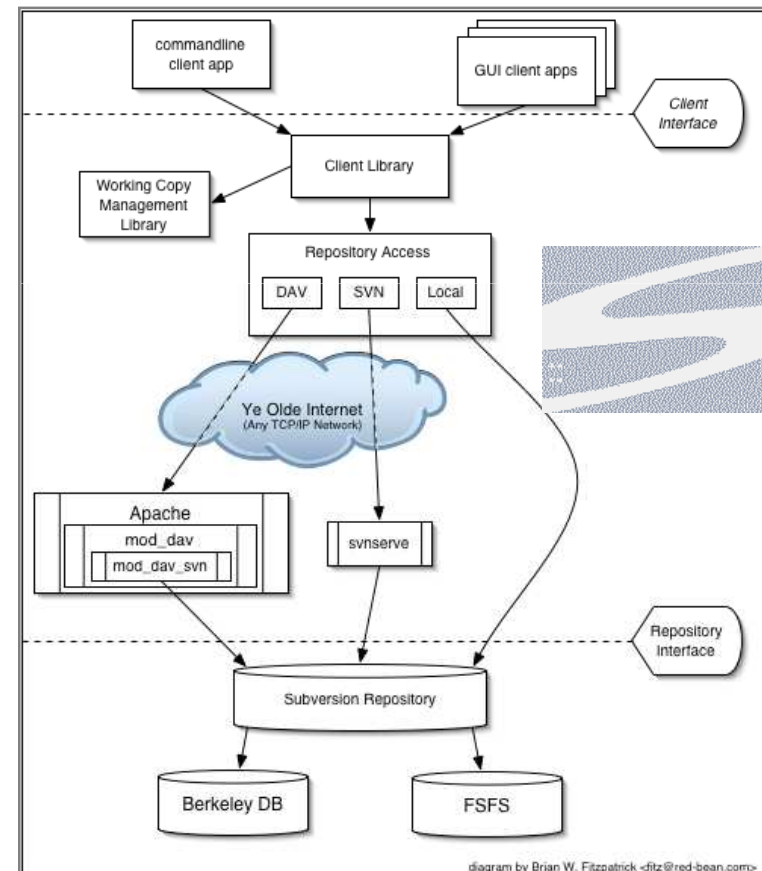 commandline
client app
GUI client apps
Client
Interface
Client Library
Working Copy
Management
Library
Repository Access
DAV
SVN
Local
Ye Olde Internet
(Any TCP/IP Network)
Apache
mod_dav
mod_dav_svn
svnserve
Repository
Interface
Subversion Repository
Berkeley DB
FSFS
diagram by Brian W. Fitzpatrick <fitz@red-bean.com>